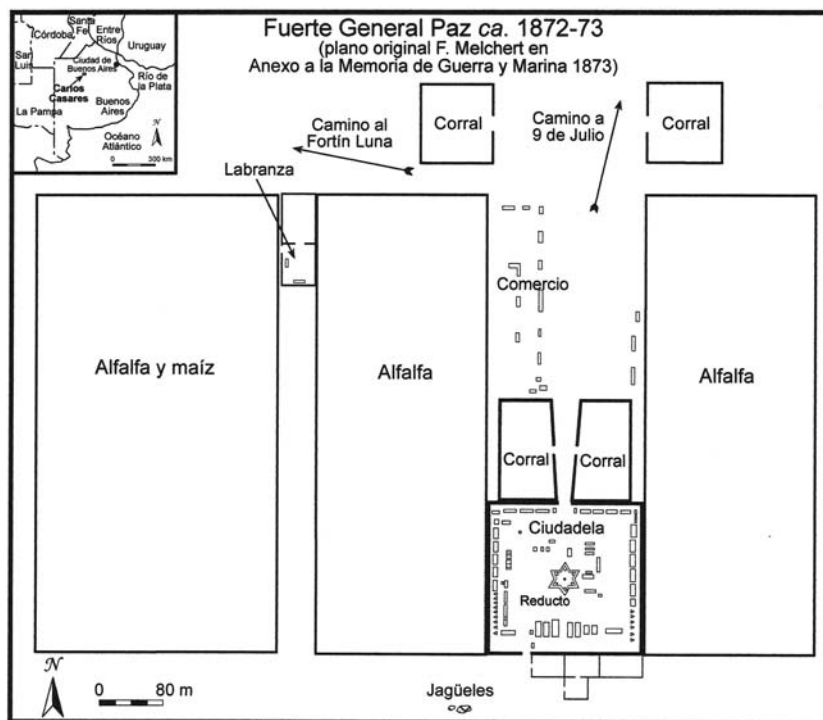 Fuerte General Paz ca. 1872-73
(plano original F. Melchert en
Anexo a la Memoria de Guerra y Marina 1873)
Santa
Fe
Entre
Ríos
Córdoba
Uruguay
San
Luis
Ciudad de
Buenos Aires
Río de
la Plata
Carlos
Casares
Buenos
Aires
La Pampa
Océano
Atlántico
N
0 300 km
Camino al
Fortín Luna
Corral
Camino a
9 de Julio
Corral
Labranza
Comercio
Alfalfa y maíz
Alfalfa
Alfalfa
Corral
Corral
Ciudadela
Reducto
N
0 80 m
Jagüeles